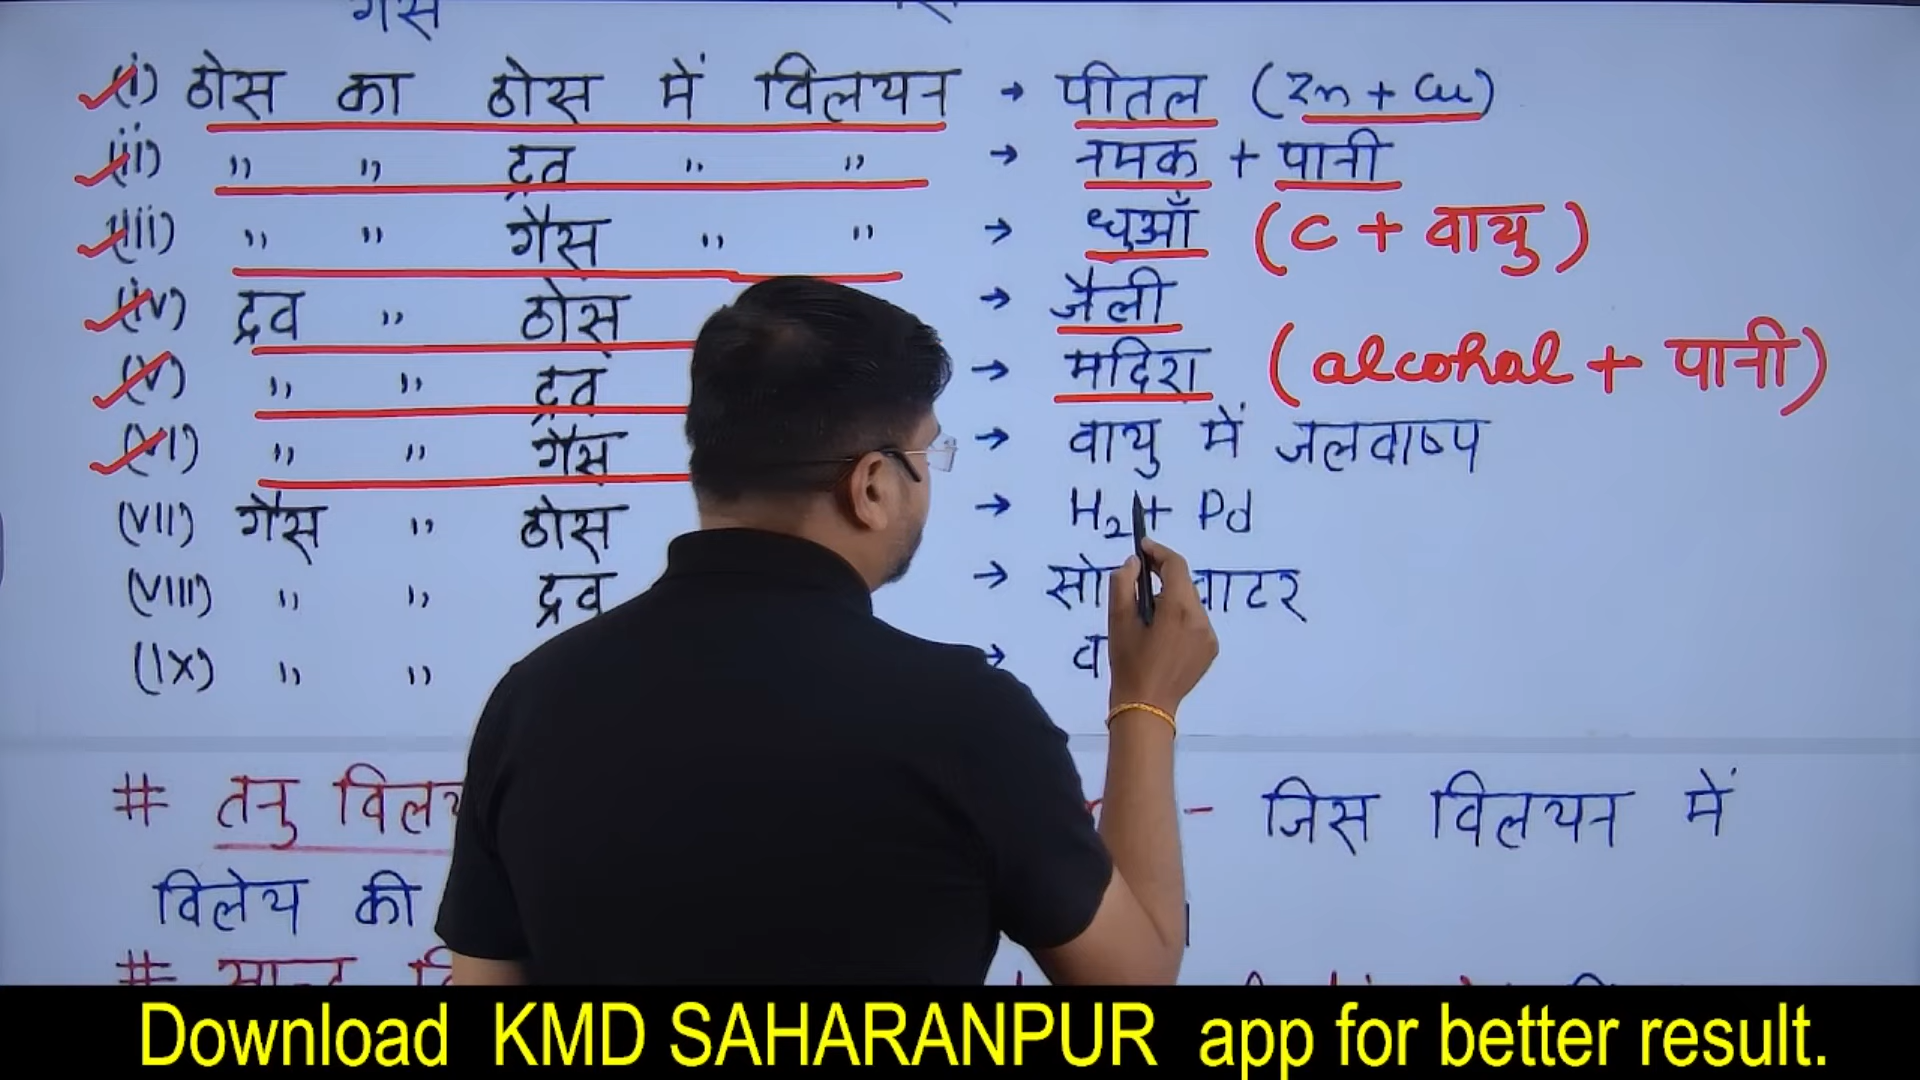 गैस
(i) ठोस का ठोस में विलयन → पीतल (Zn + Cu)
(ii) " " द्रव " " → नमक + पानी
(iii) " " गैस " " → धुआँ (C + वायु)
(iv) द्रव " ठोस → जैली
(v) " " द्रव → मदिरा (alcohal + पानी)
(VI) " " गैस → वायु में जलवाष्प
(VII) गैस " ठोस → H₂ + Pd
(VIII) " " द्रव → वाटर
(IX) " " →
# तनु - जिस विलयन में
विलेय की
#
Download KMD SAHARANPUR app for better result.